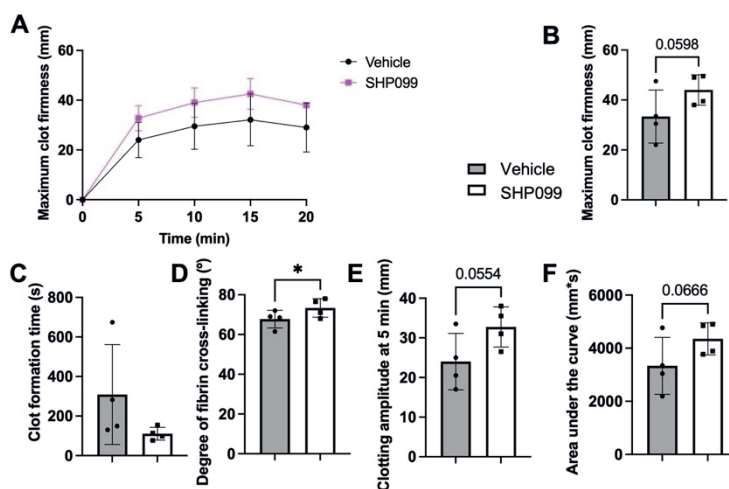 A
Maximum clot firmness (mm)
60
40
20
0
0
5
10
15
20
Time (min)
Vehicle
SHP099
B
Maximum clot firmness (mm)
60
40
20
0
0.0598
Vehicle
SHP099
C
Clot formation time (s)
800
600
400
200
0
D
Degree of fibrin cross-linking (º)
80
60
40
20
0
*
E
Clotting amplitude at 5 min (mm)
40
30
20
10
0
0.0554
F
Area under the curve (mm*s)
6000
4000
2000
0
0.0666